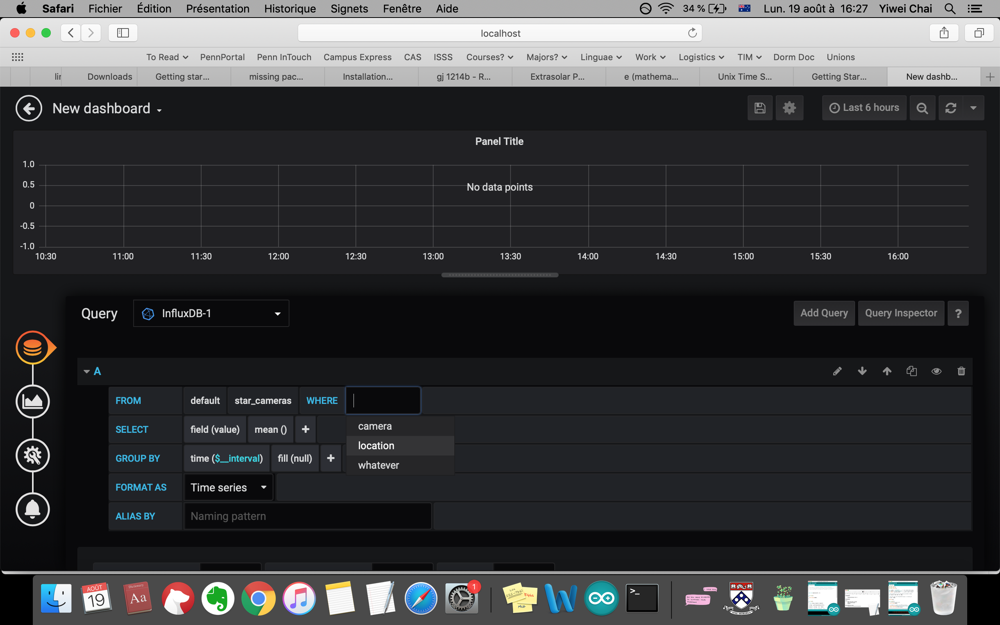 Safari Fichier Édition Présentation Historique Signets Fenêtre Aide 34 % Lun. 19 août à 16:27 Yiwei Chai
localhost
To Read PennPortal Penn InTouch Campus Express CAS ISSS Courses? Majors? Linguae Work Logistics TIM Dorm Doc Unions
Downloads Getting star... missing pac... Installation... gj 1214b - R... Extrasolar P... e (mathema... Unix Time S... Getting Star... New dashb...
New dashboard Last 6 hours
Panel Title
1.0
0.5
No data points
0
-0.5
-1.0
10:30 11:00 11:30 12:00 12:30 13:00 13:30 14:00 14:30 15:00 15:30 16:00
Query InfluxDB-1 Add Query Query Inspector ?
A
FROM default star_cameras WHERE
SELECT field (value) mean () +
camera
location
GROUP BY time ($__interval) fill (null) +
whatever
FORMAT AS Time series
ALIAS BY Naming pattern
AOÛT
19
Dictionary
Aa
1
EGGS
MILK
W
>_